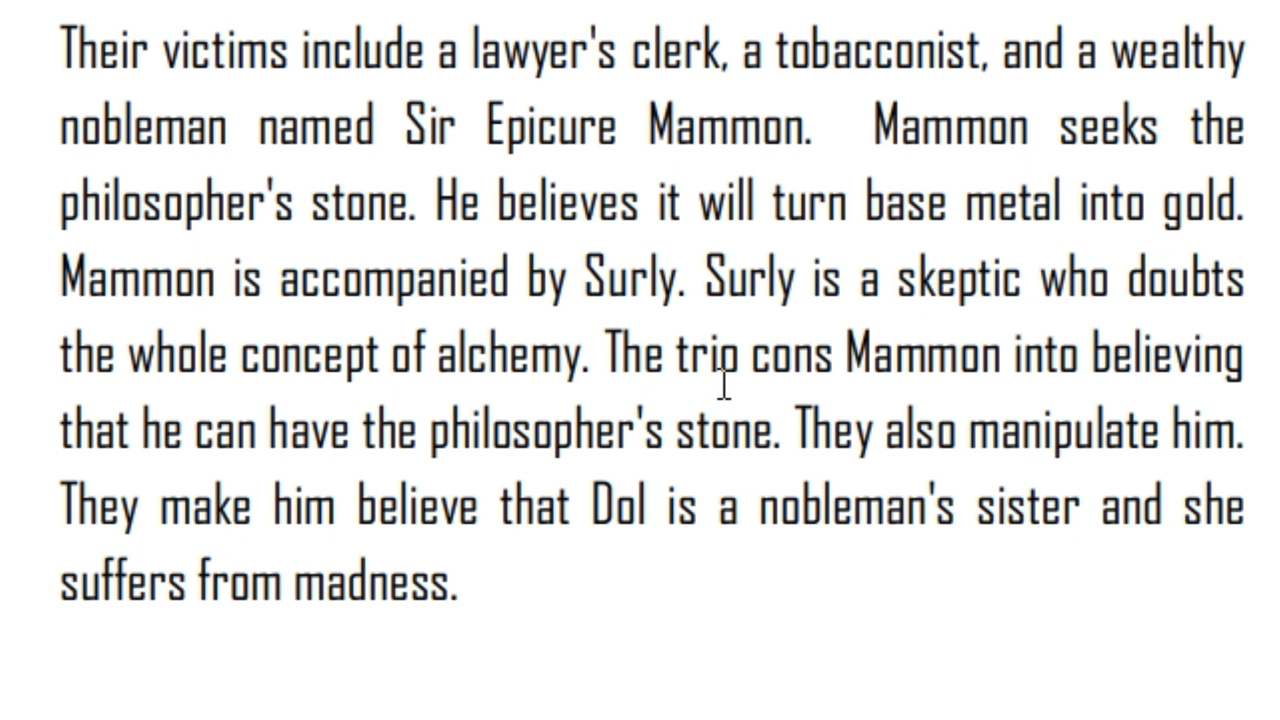 Their victims include a lawyer's clerk, a tobacconist, and a wealthy
nobleman named Sir Epicure Mammon.  Mammon seeks the
philosopher's stone. He believes it will turn base metal into gold.
Mammon is accompanied by Surly. Surly is a skeptic who doubts
the whole concept of alchemy. The trio cons Mammon into believing
that he can have the philosopher's stone. They also manipulate him.
They make him believe that Dol is a nobleman's sister and she
suffers from madness.